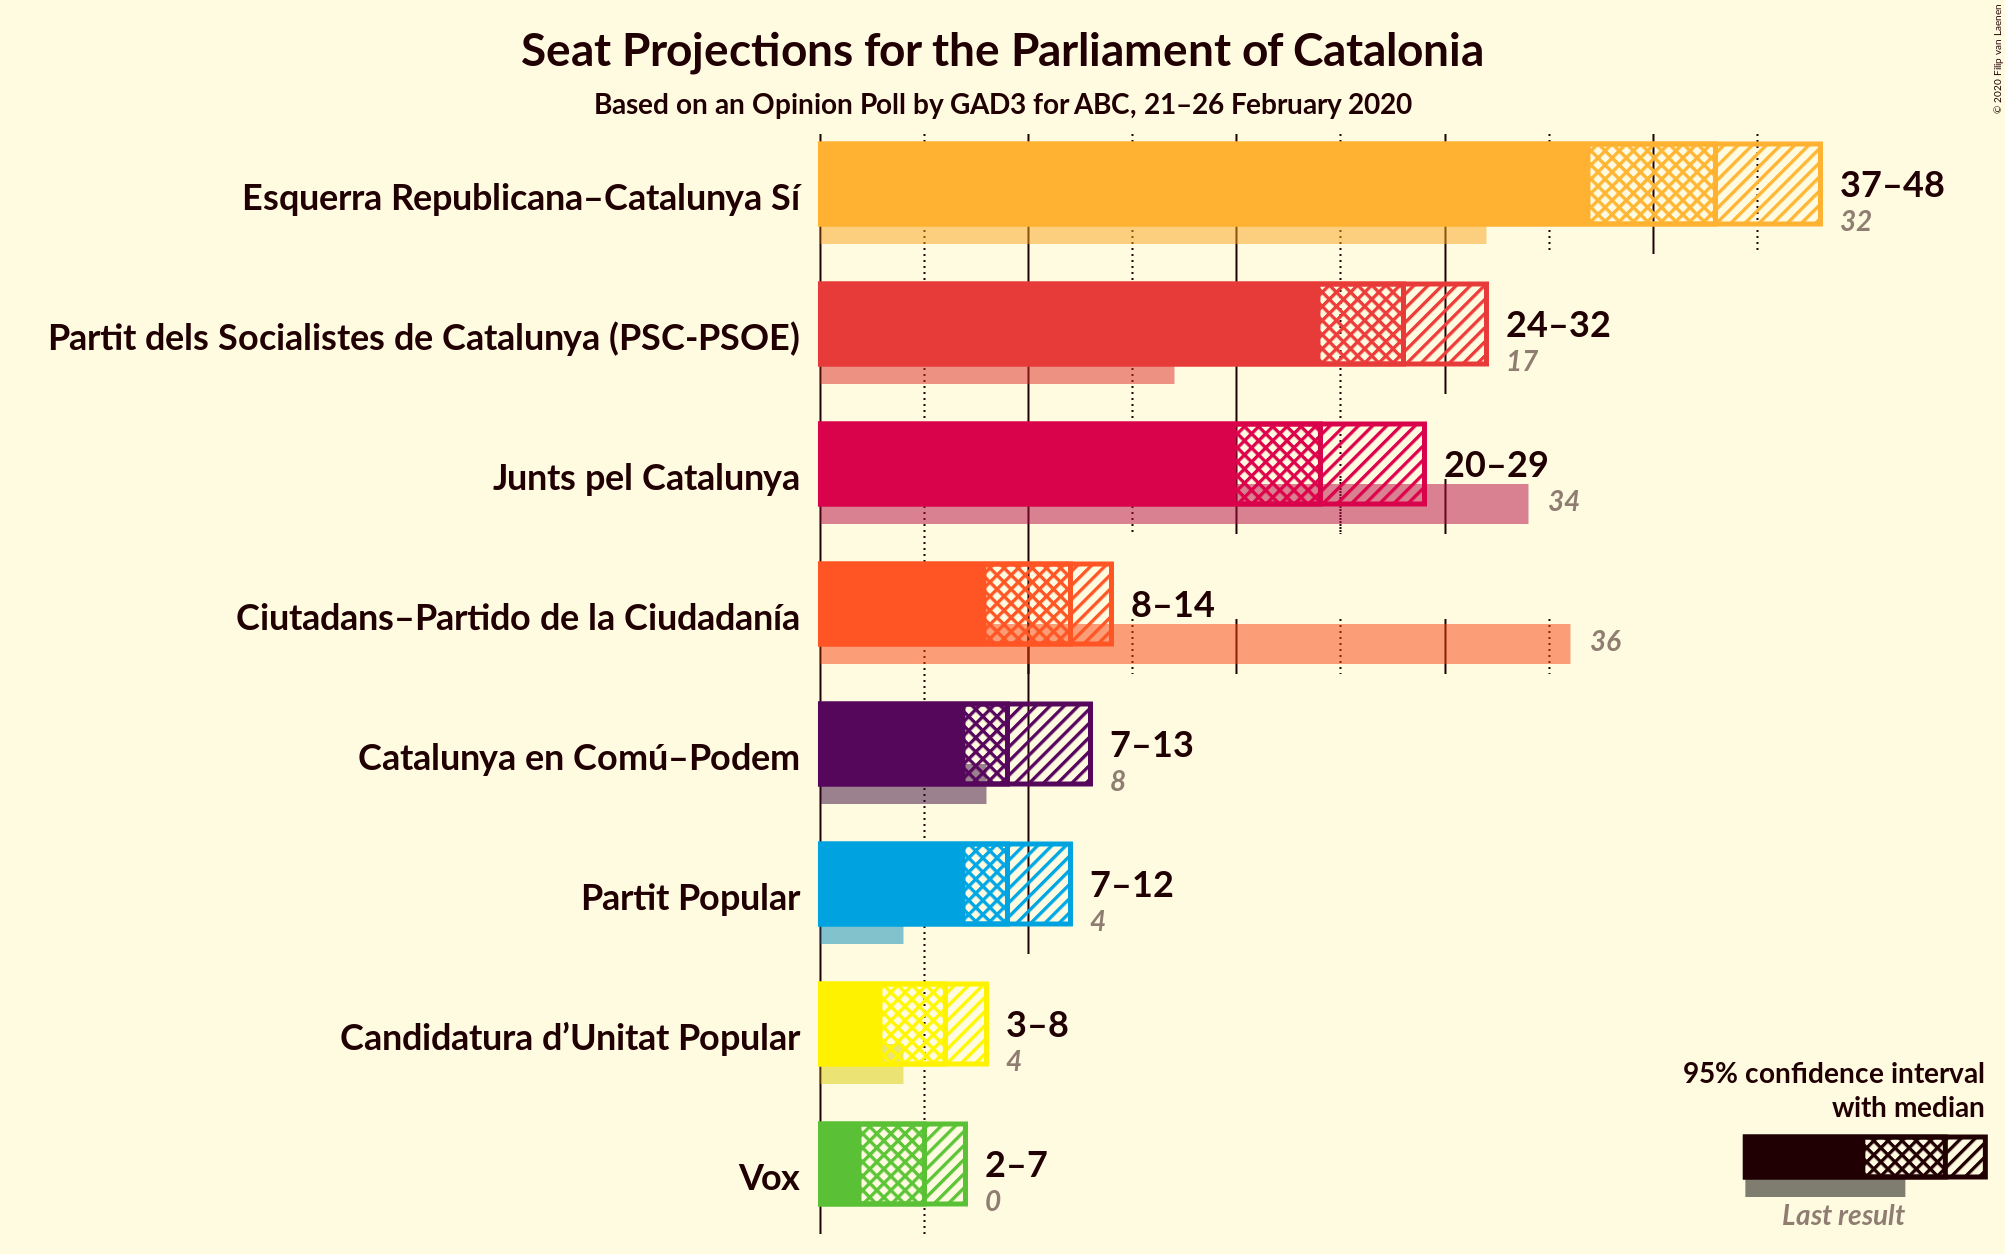 Seat Projections for the Parliament of Catalonia
Based on an Opinion Poll by GAD3 for ABC, 21–26 February 2020
© 2020 Filip van Laenen
Esquerra Republicana–Catalunya Sí
37–48
32
Partit dels Socialistes de Catalunya (PSC-PSOE)
24–32
17
Junts pel Catalunya
20–29
34
Ciutadans–Partido de la Ciudadanía
8–14
36
Catalunya en Comú–Podem
7–13
8
Partit Popular
7–12
4
Candidatura d’Unitat Popular
3–8
4
Vox
2–7
0
95% confidence interval
with median
Last result